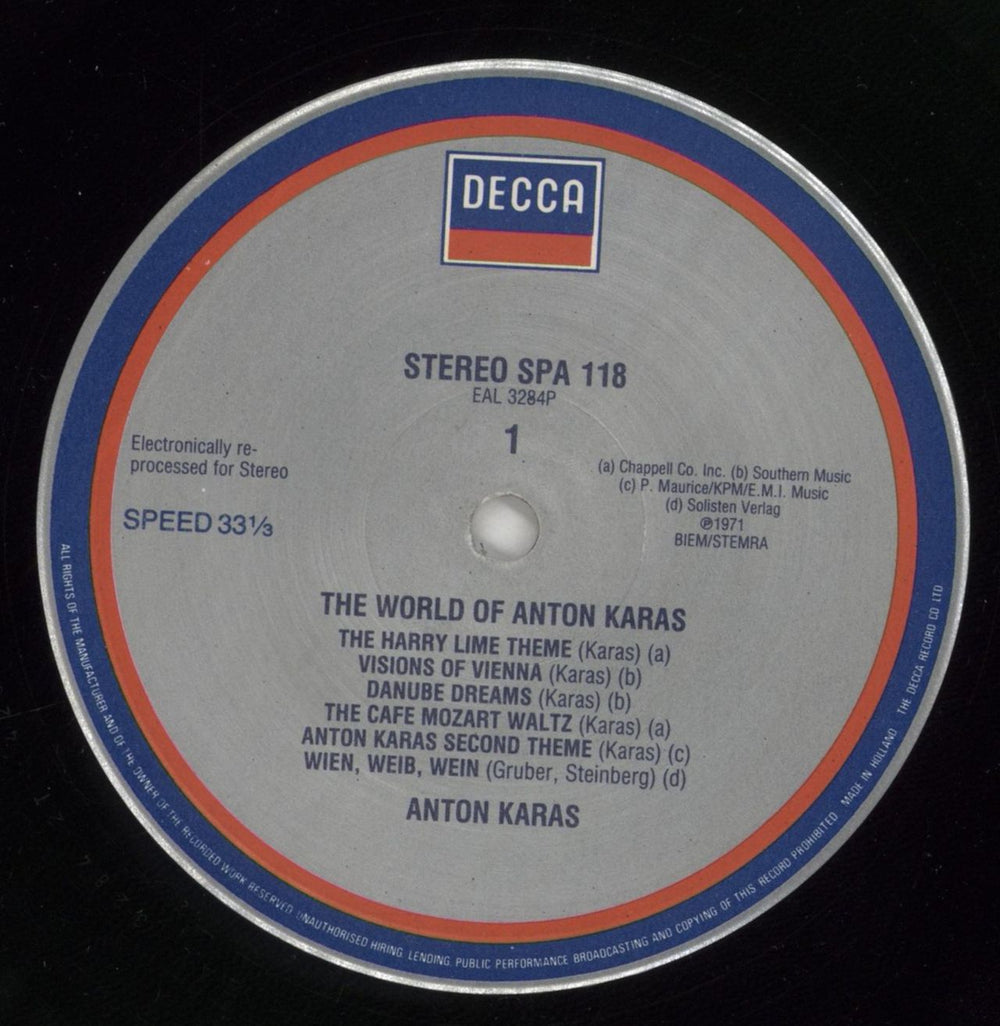 DECCA
STEREO SPA 118
EAL 3284P
1
Electronically re-
processed for Stereo
SPEED 33⅓
(a) Chappell Co. Inc. (b) Southern Music
(c) P. Maurice/KPM/E.M.I. Music
(d) Solisten Verlag
℗1971
BIEM/STEMRA
THE WORLD OF ANTON KARAS
THE HARRY LIME THEME (Karas) (a)
VISIONS OF VIENNA (Karas) (b)
DANUBE DREAMS (Karas) (b)
THE CAFE MOZART WALTZ (Karas) (a)
ANTON KARAS SECOND THEME (Karas) (c)
WIEN, WEIB, WEIN (Gruber, Steinberg) (d)
ANTON KARAS
ALL RIGHTS OF THE MANUFACTURER AND OF THE OWNER OF THE RECORDED WORK RESERVED UNAUTHORISED HIRING, LENDING, PUBLIC PERFORMANCE BROADCASTING AND COPYING OF THIS RECORD PROHIBITED MADE IN HOLLAND THE DECCA RECORD CO LTD